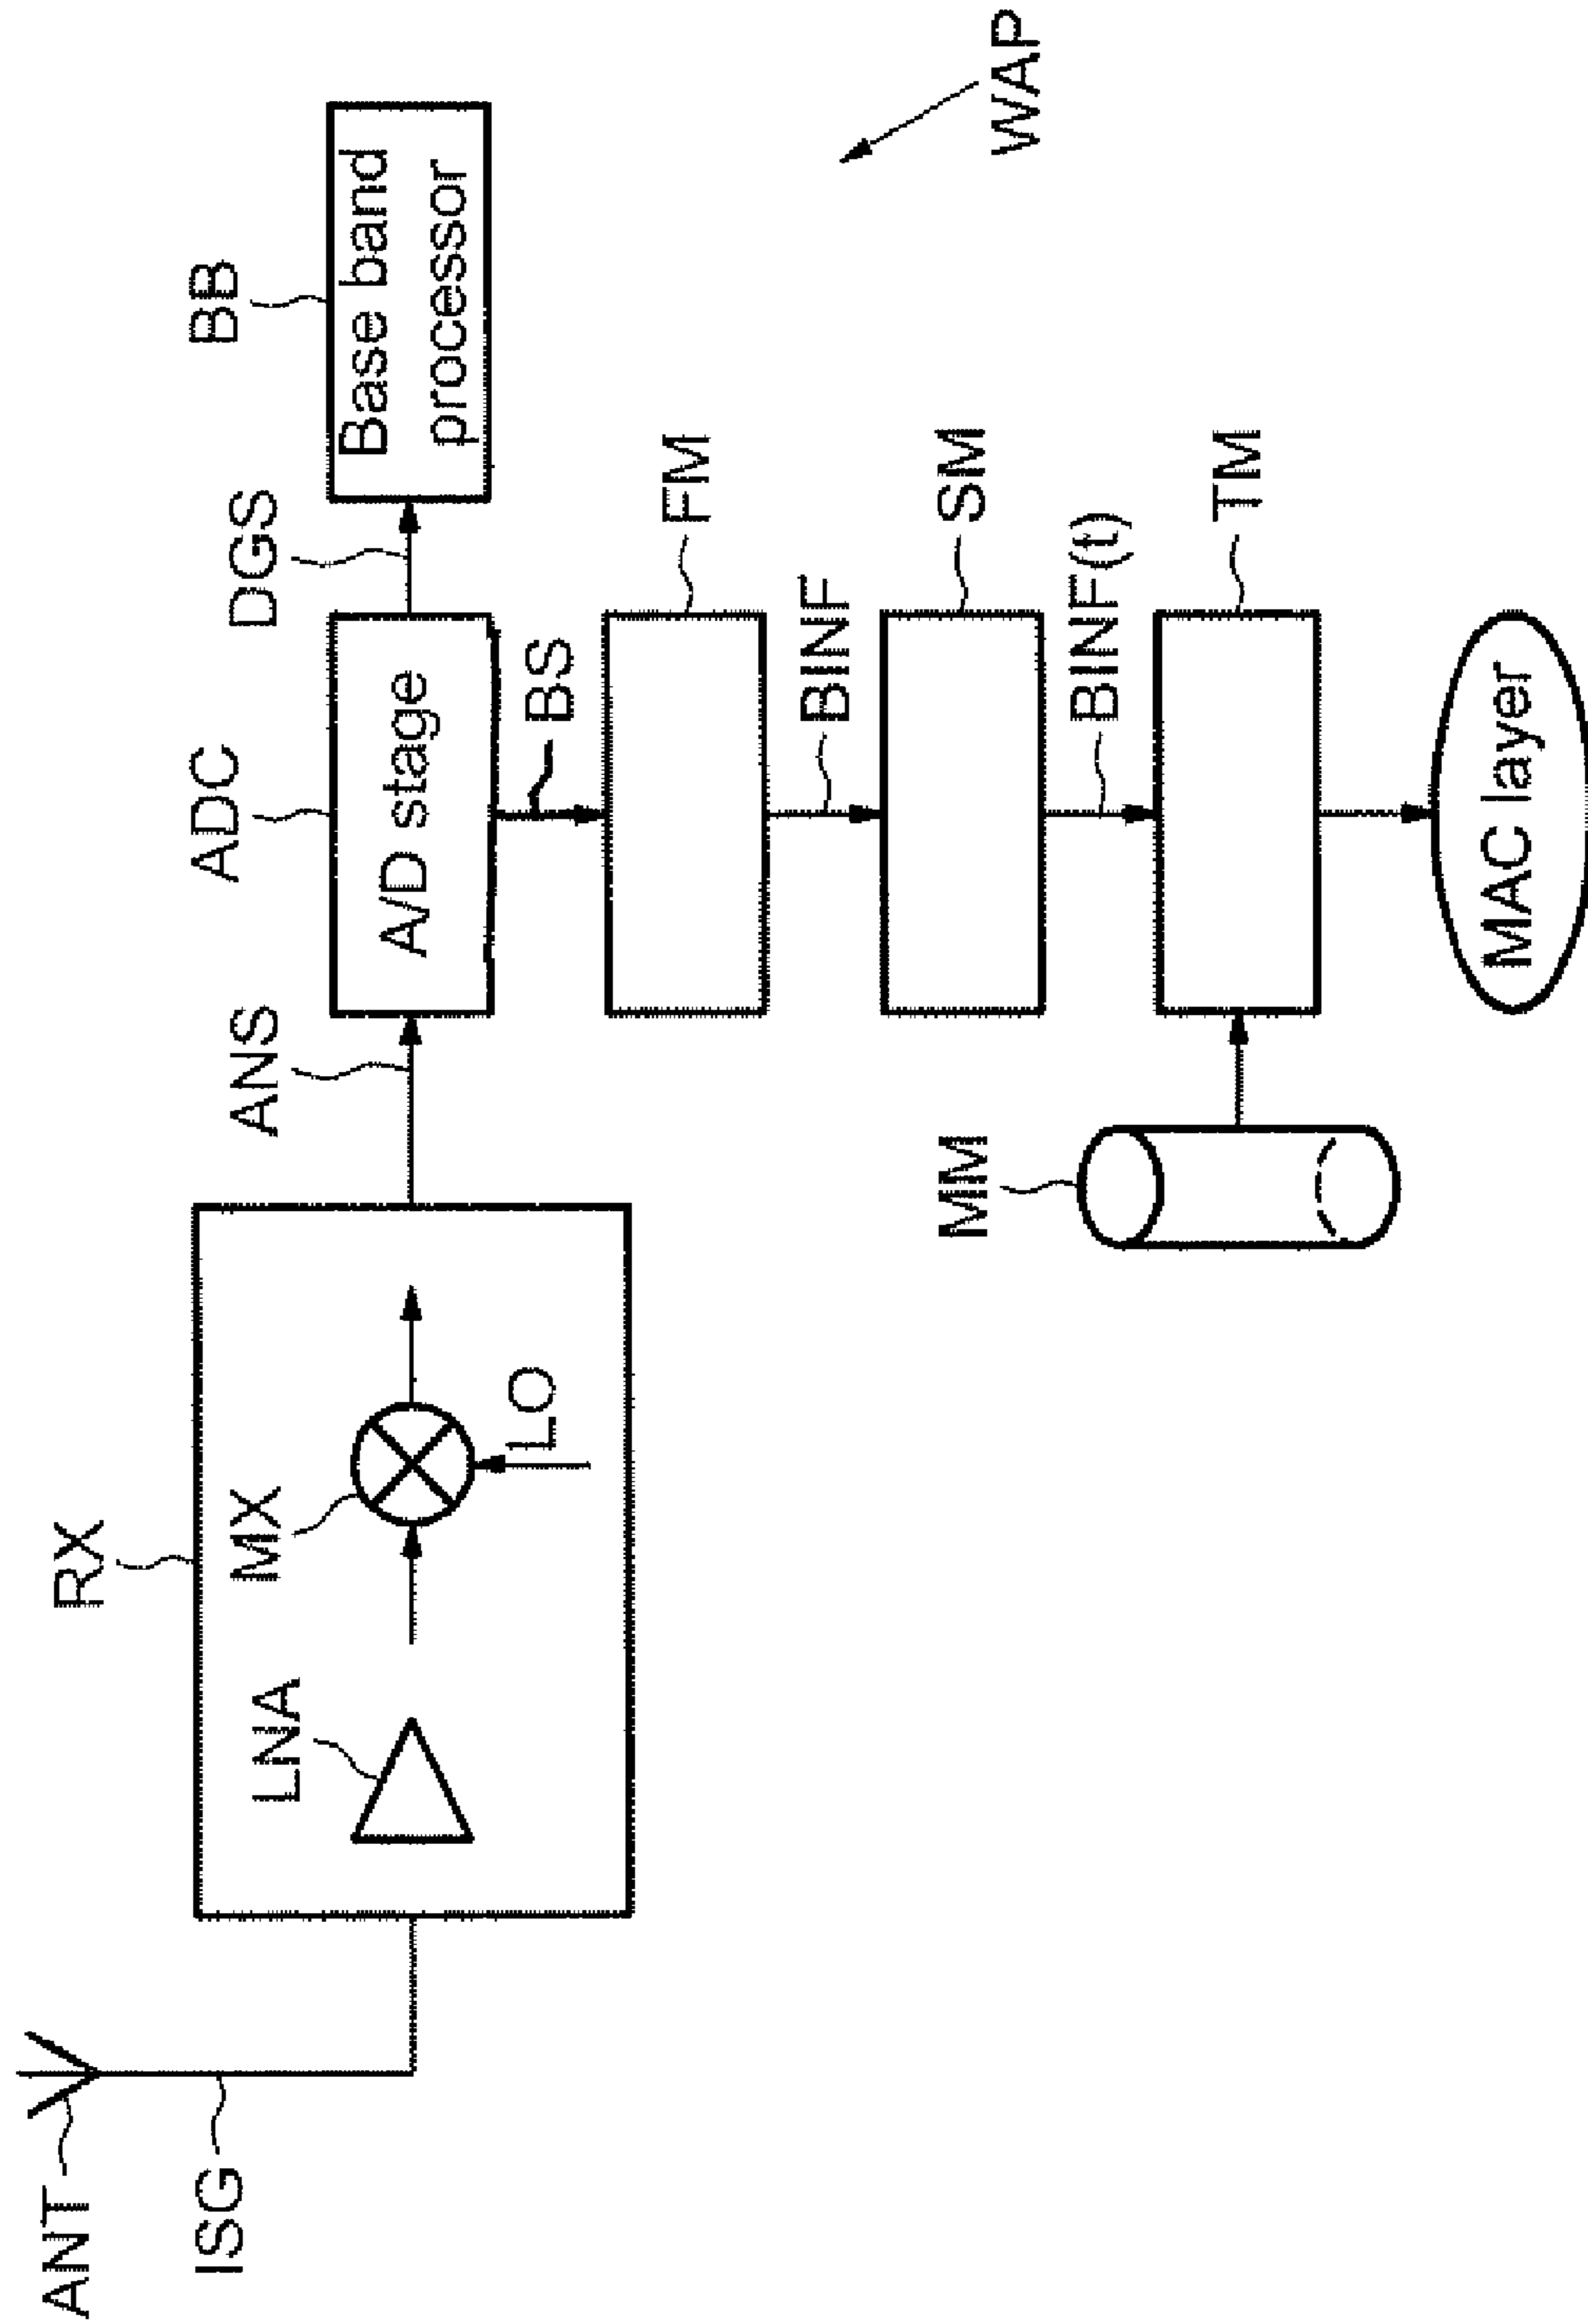 ANT
ISG
RX
LNA
MX
LO
ANS
ADC
A/D stage
DGS
BB
Base band
processor
BS
FM
BINF
SM
BINF(t)
TM
MM
MAC layer
WAP